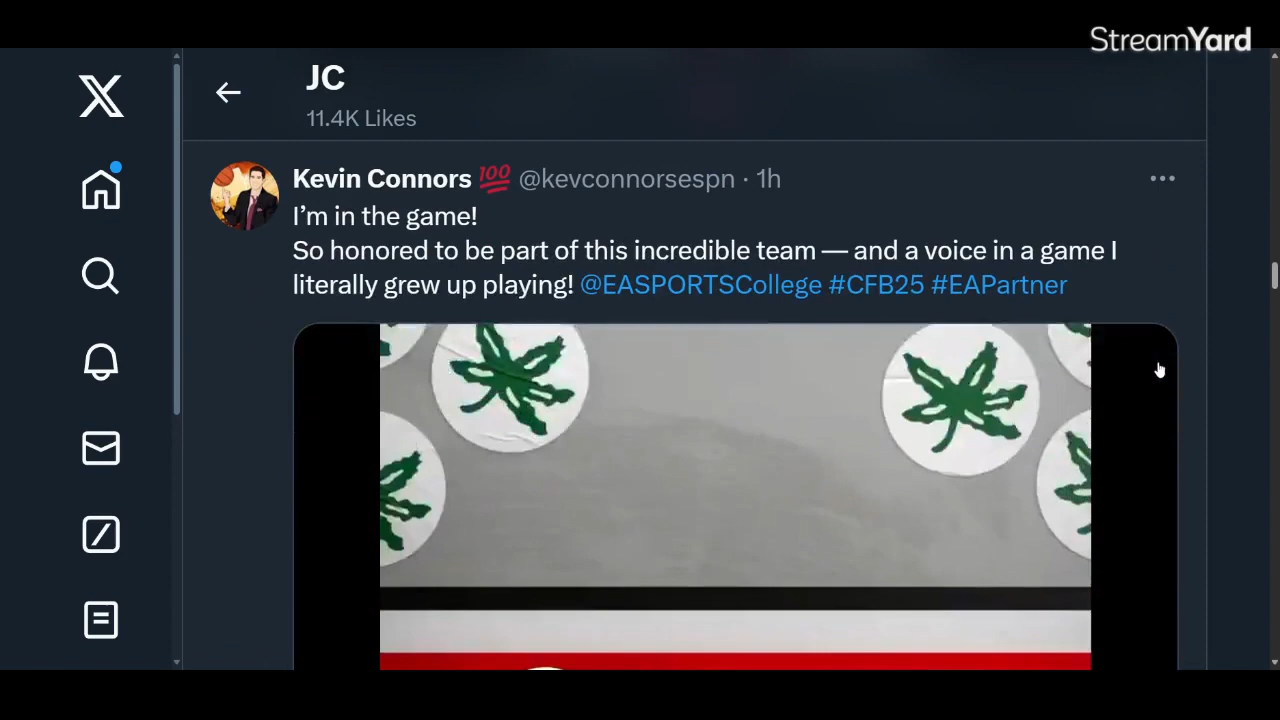 StreamYard
JC
11.4K Likes
Kevin Connors 💯 @kevconnorsespn · 1h
I’m in the game!
So honored to be part of this incredible team — and a voice in a game I
literally grew up playing! @EASPORTSCollege #CFB25 #EAPartner